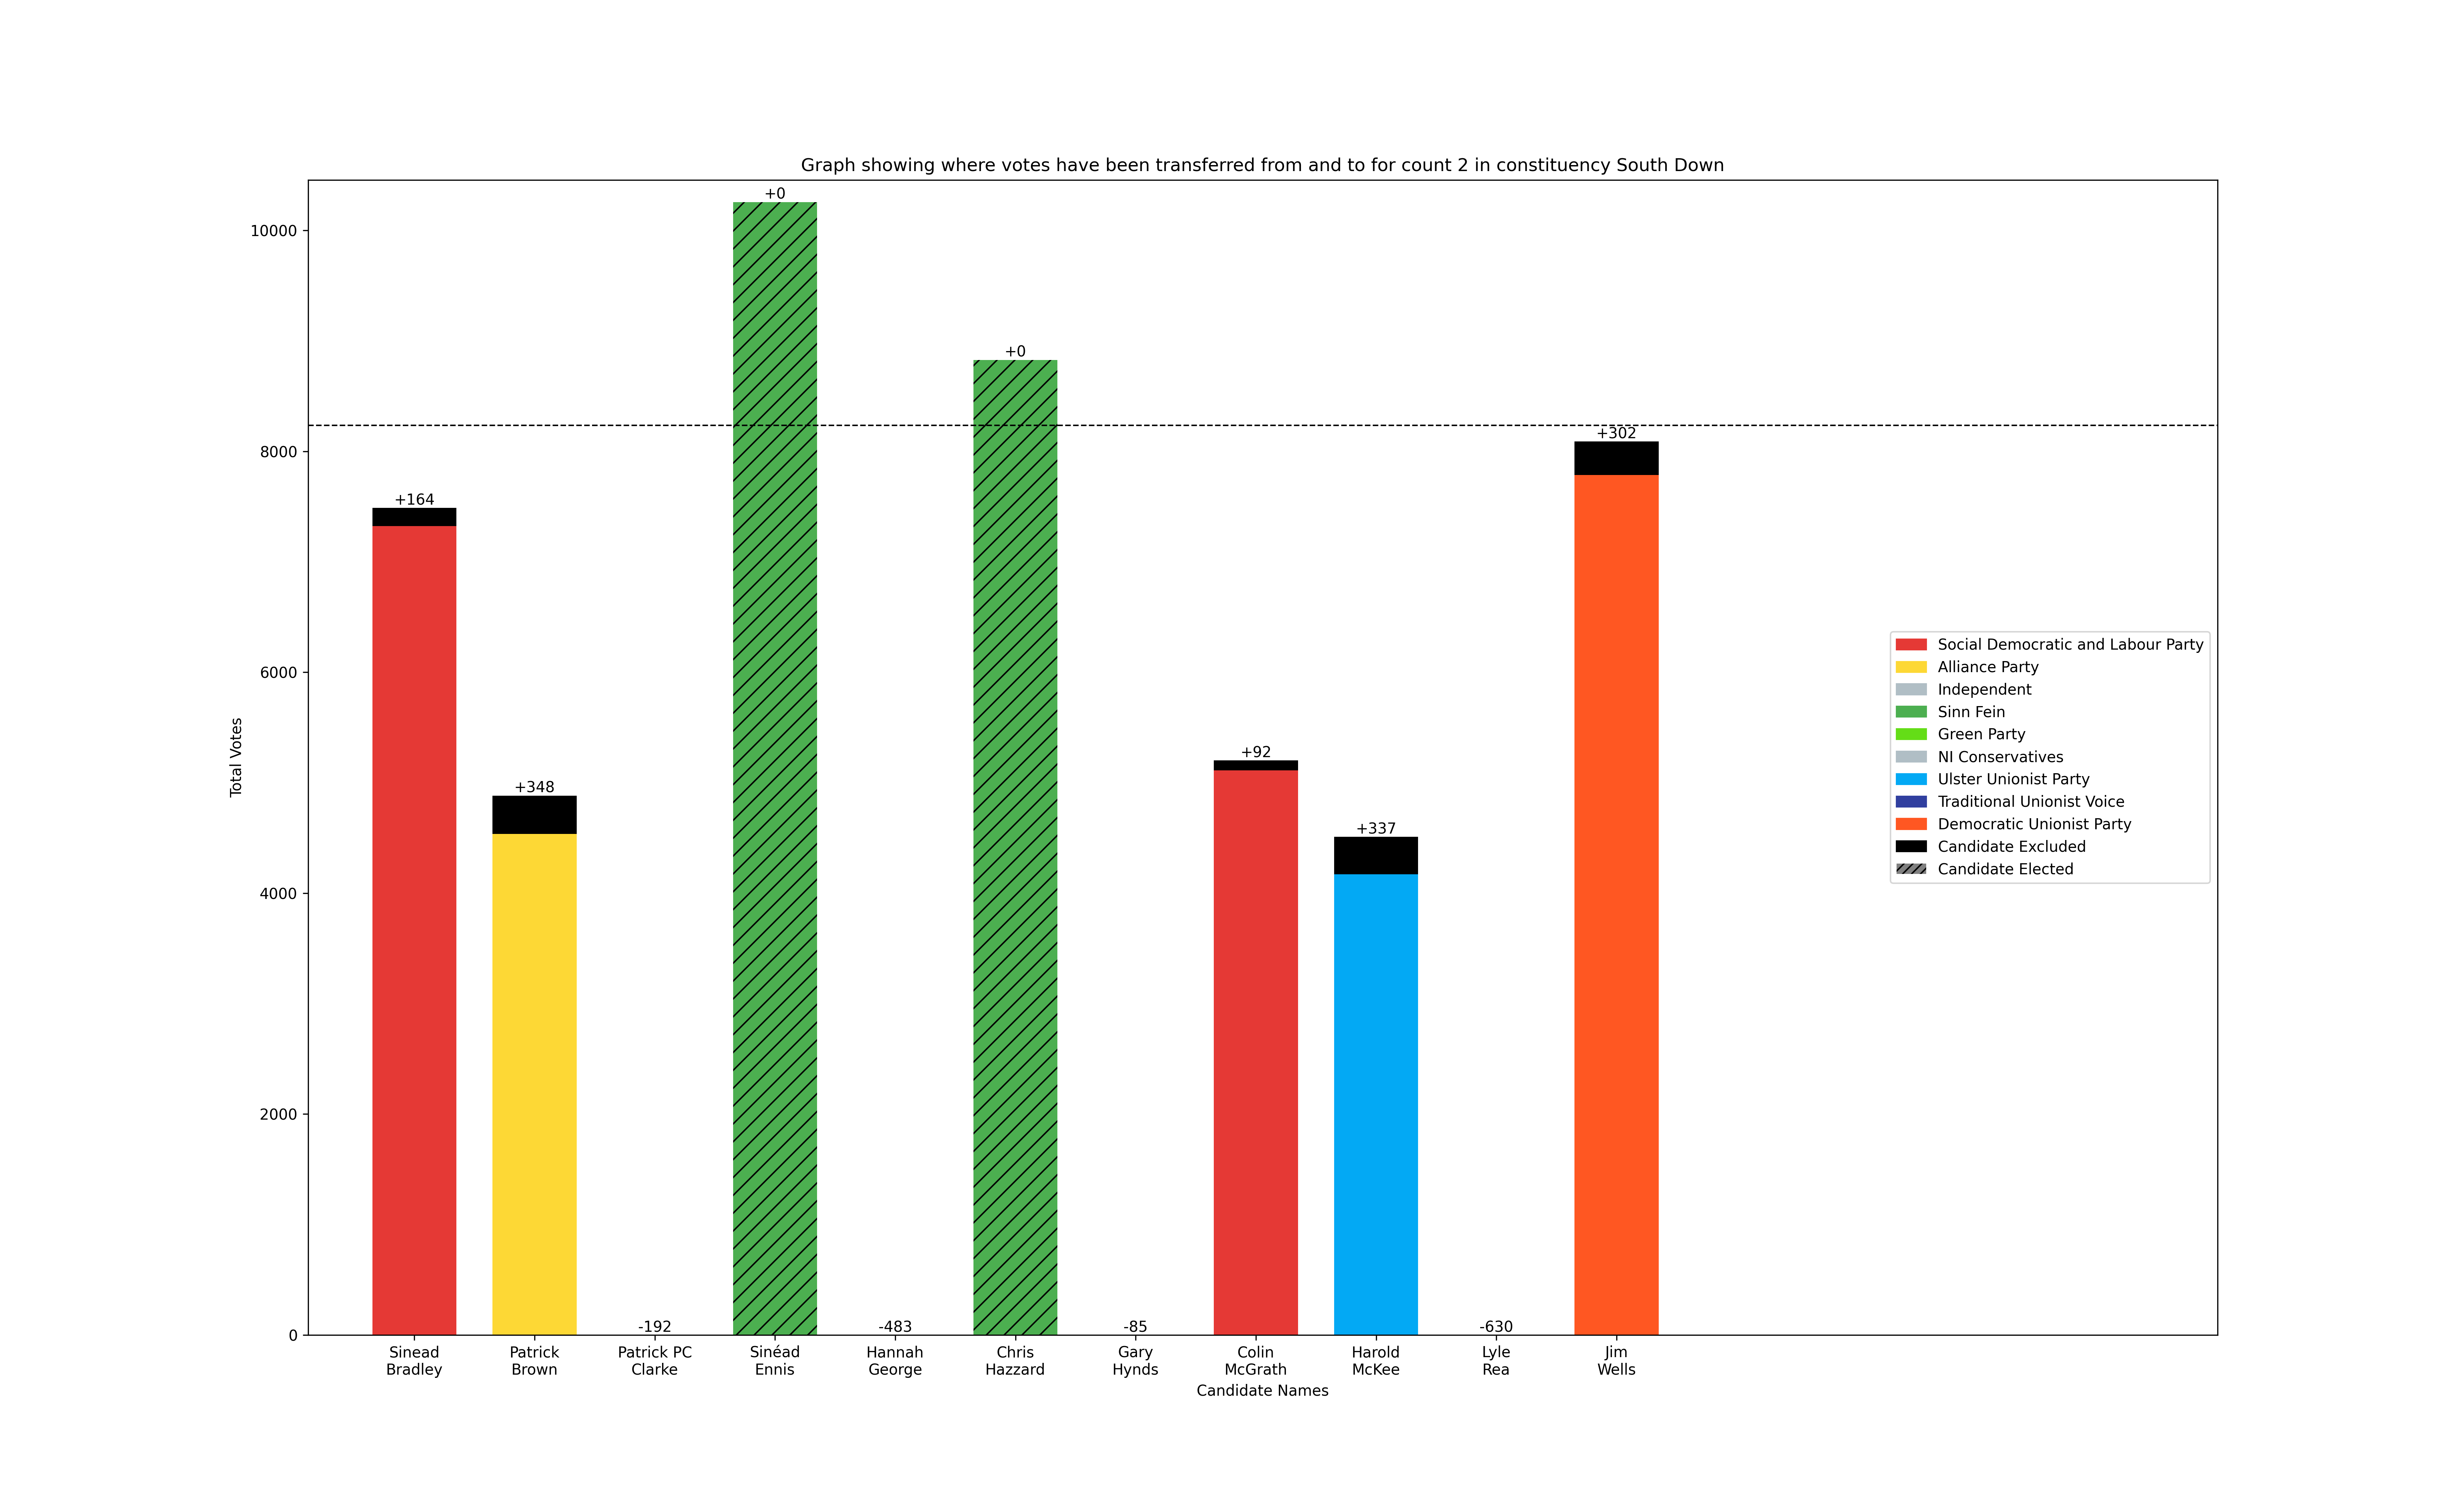 Graph showing where votes have been transferred from and to for count 2 in constituency South Down
Total Votes
10000
8000
6000
4000
2000
0
+164
+348
-192
+0
-483
+0
-85
+92
+337
-630
+302
Sinead
Bradley
Patrick
Brown
Patrick PC
Clarke
Sinéad
Ennis
Hannah
George
Chris
Hazzard
Gary
Hynds
Colin
McGrath
Harold
McKee
Lyle
Rea
Jim
Wells
Candidate Names
Social Democratic and Labour Party
Alliance Party
Independent
Sinn Fein
Green Party
NI Conservatives
Ulster Unionist Party
Traditional Unionist Voice
Democratic Unionist Party
Candidate Excluded
Candidate Elected